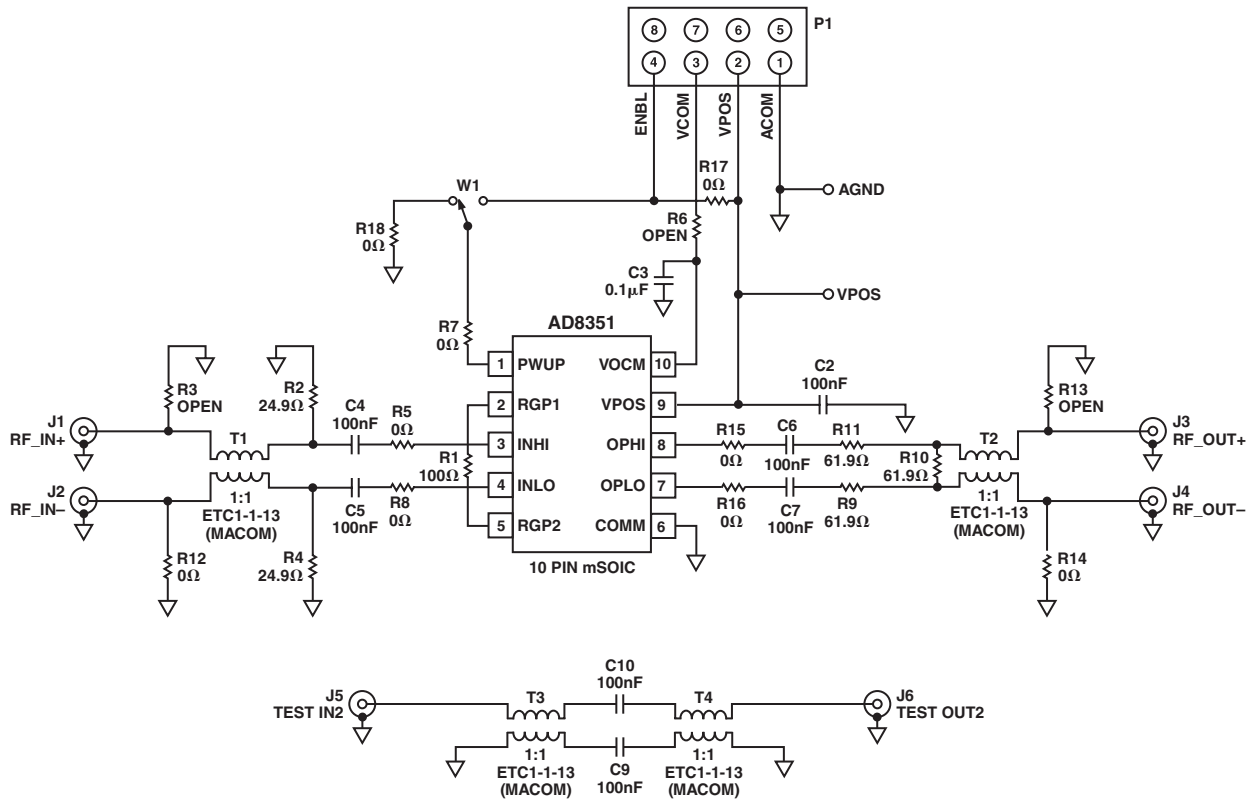 P1
8 7 6 5
4 3 2 1
ENBL
VCOM
VPOS
ACOM
R17
0Ω
AGND
W1
R18
0Ω
R6
OPEN
C3
0.1μF
VPOS
R7
0Ω
AD8351
1 PWUP
2 RGP1
3 INHI
4 INLO
5 RGP2
VOCM 10
VPOS 9
OPHI 8
OPLO 7
COMM 6
10 PIN mSOIC
C2
100nF
R3
OPEN
R2
24.9Ω
J1
RF_IN+
T1
C4
100nF
R5
0Ω
R1
100Ω
J2
RF_IN–
1:1
ETC1-1-13
(MACOM)
C5
100nF
R8
0Ω
R12
0Ω
R4
24.9Ω
R15
0Ω
C6
100nF
R11
61.9Ω
R10
61.9Ω
T2
R13
OPEN
J3
RF_OUT+
R16
0Ω
C7
100nF
R9
61.9Ω
1:1
ETC1-1-13
(MACOM)
J4
RF_OUT–
R14
0Ω
J5
TEST IN2
T3
C10
100nF
T4
J6
TEST OUT2
1:1
ETC1-1-13
(MACOM)
C9
100nF
1:1
ETC1-1-13
(MACOM)